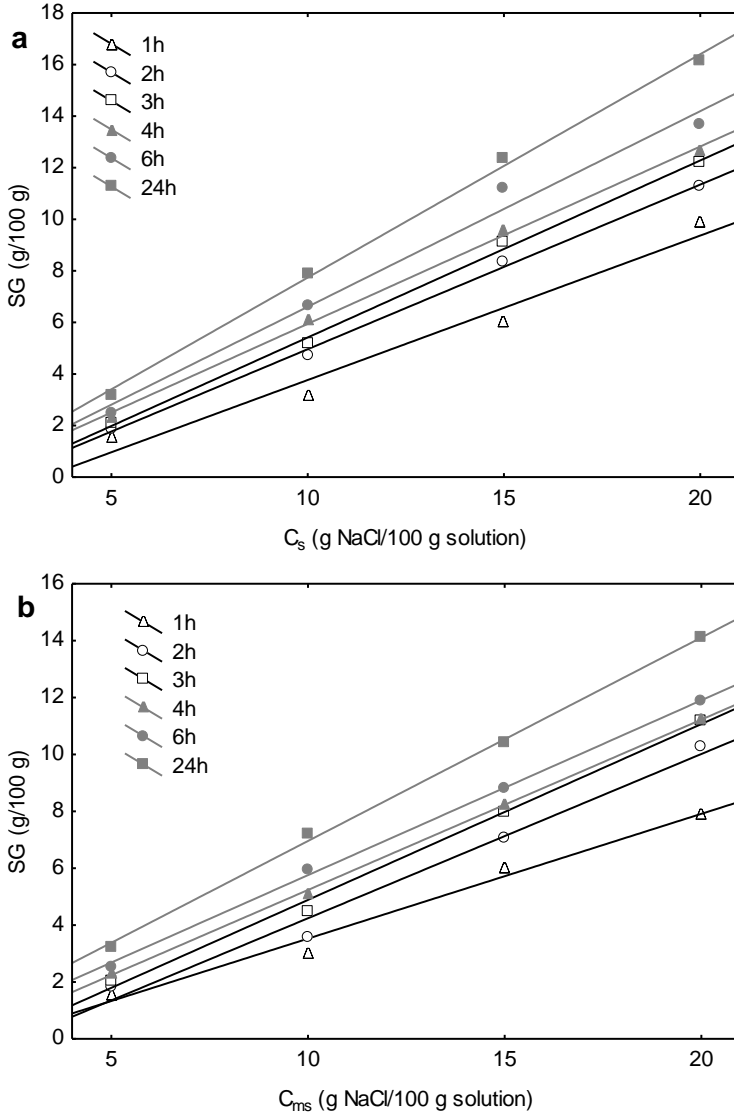 a
18
16
14
12
10
8
6
4
2
0
SG (g/100 g)
1h
2h
3h
4h
6h
24h
5 10 15 20
Cs (g NaCl/100 g solution)
b
16
14
12
10
8
6
4
2
0
SG (g/100 g)
1h
2h
3h
4h
6h
24h
5 10 15 20
Cms (g NaCl/100 g solution)